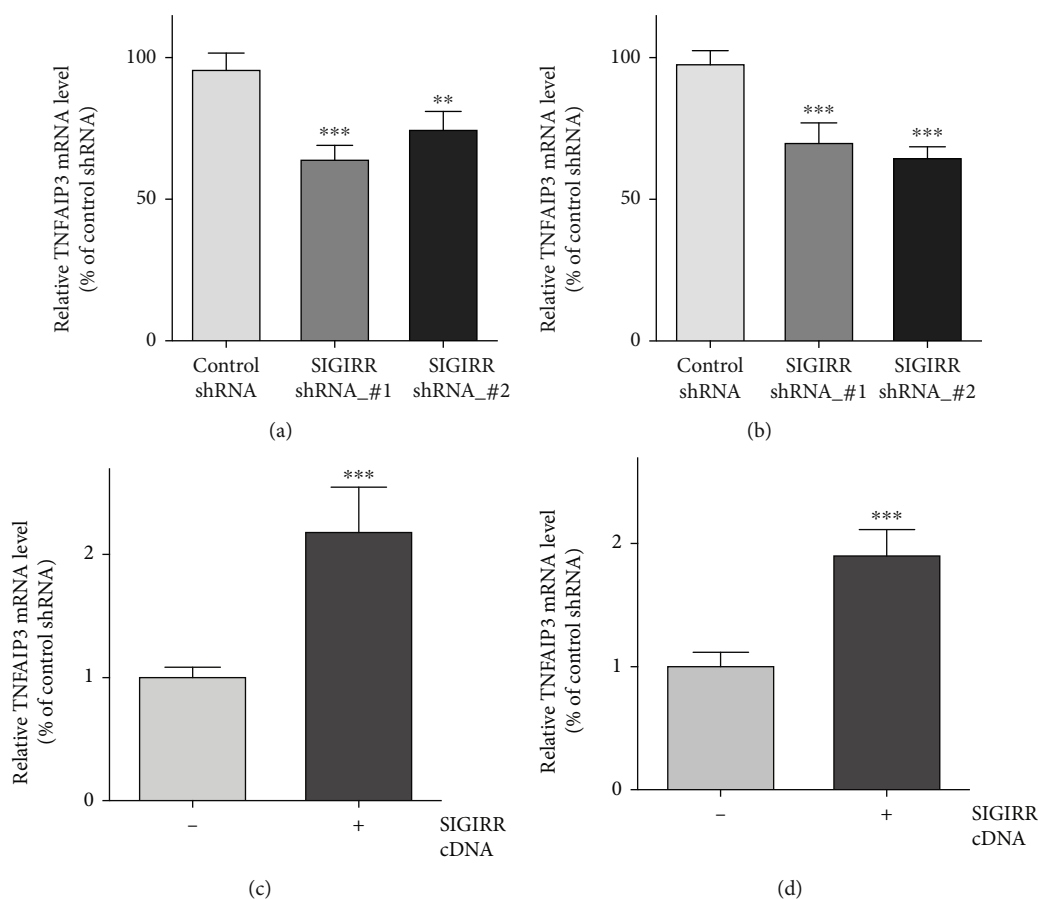 Relative TNFAIP3 mRNA level
(% of control shRNA)
100
50
0
***
**
Control
shRNA
SIGIRR
shRNA_#1
SIGIRR
shRNA_#2
(a)
Relative TNFAIP3 mRNA level
(% of control shRNA)
100
50
0
***
***
Control
shRNA
SIGIRR
shRNA_#1
SIGIRR
shRNA_#2
(b)
Relative TNFAIP3 mRNA level
(% of control shRNA)
2
1
0
***
– + SIGIRR
cDNA
(c)
Relative TNFAIP3 mRNA level
(% of control shRNA)
2
1
0
***
– + SIGIRR
cDNA
(d)